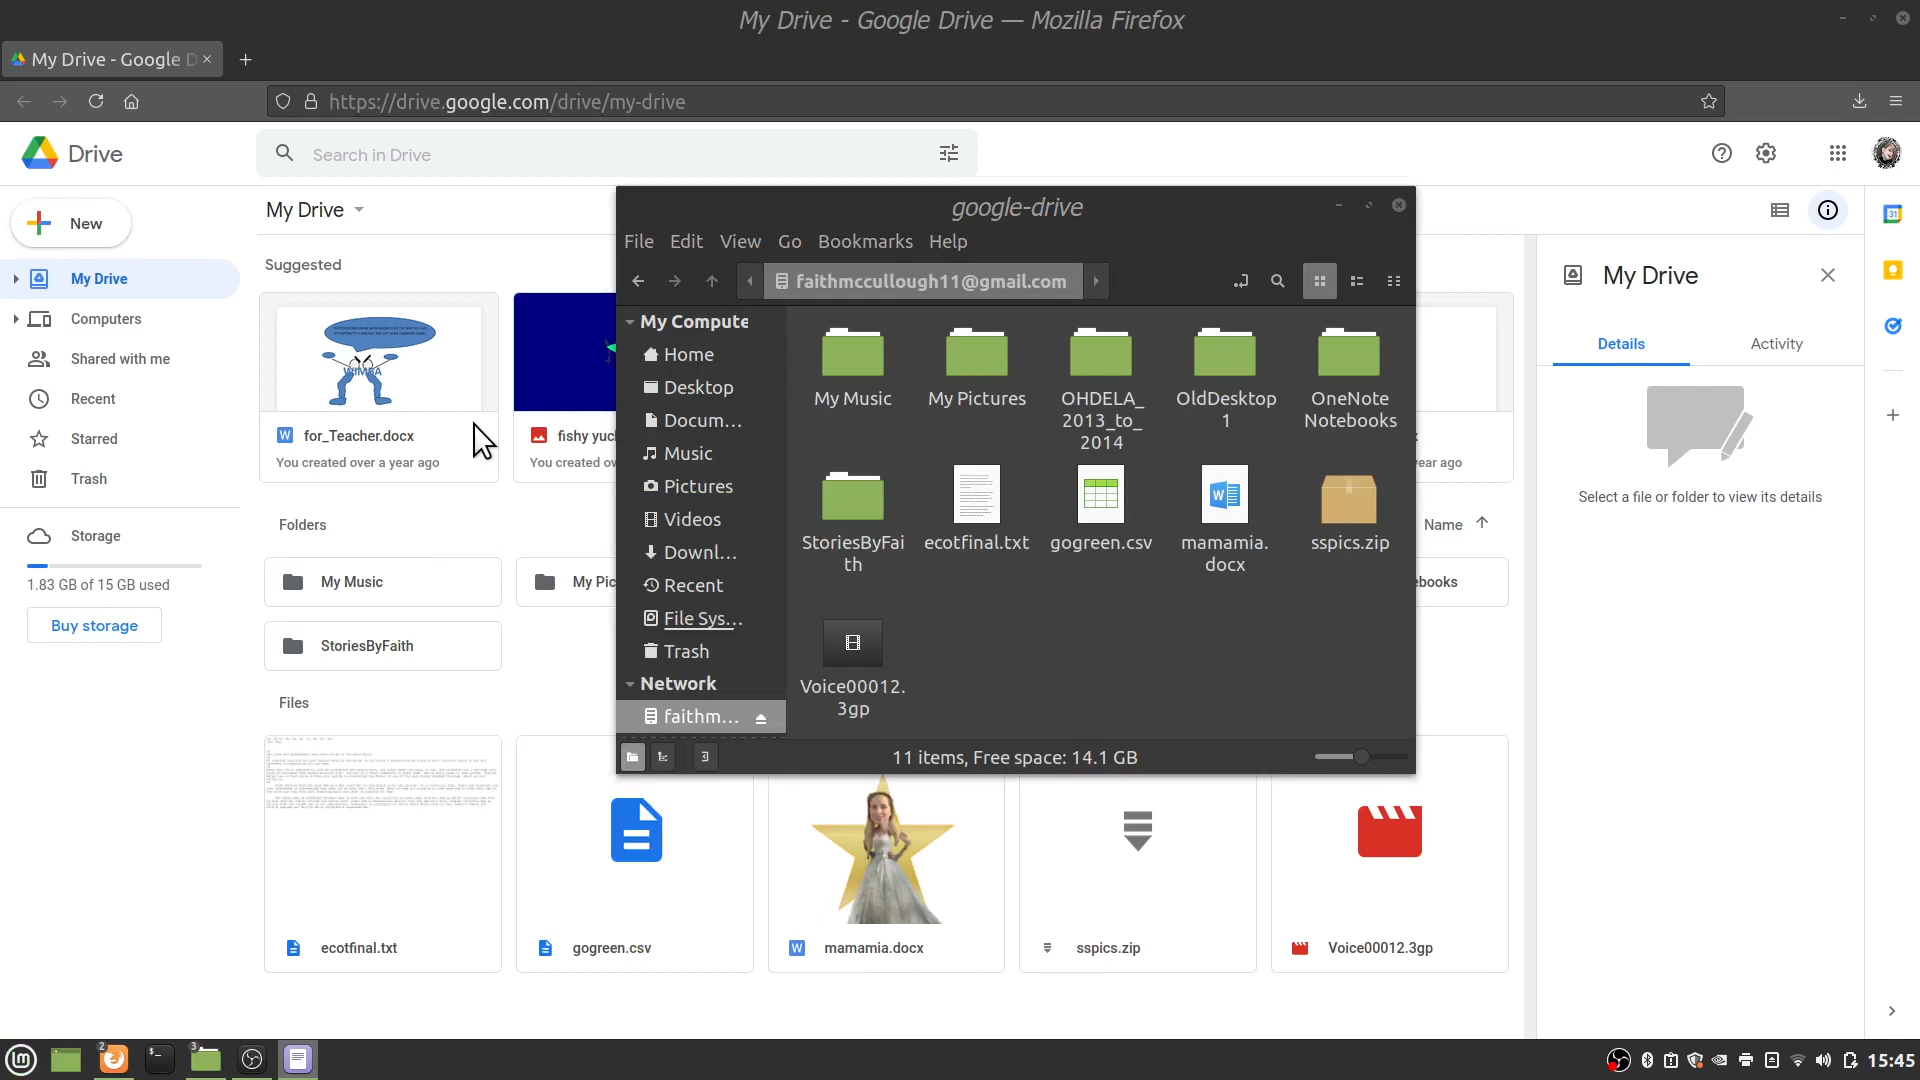 My Drive - Google Drive — Mozilla Firefox
My Drive - Google D
https://drive.google.com/drive/my-drive
Drive
Search in Drive
New
My Drive
Computers
Shared with me
Recent
Starred
Trash
Storage
1.83 GB of 15 GB used
Buy storage
My Drive
Suggested
for_Teacher.docx
You created over a year ago
fishy yuc
You created ov
year ago
Folders
Name
My Music
My Pic
ebooks
StoriesByFaith
Files
ecotfinal.txt
gogreen.csv
mamamia.docx
sspics.zip
Voice00012.3gp
google-drive
File Edit View Go Bookmarks Help
faithmccullough11@gmail.com
My Compute
Home
Desktop
Docum...
Music
Pictures
Videos
Downl...
Recent
File Sys...
Trash
Network
faithm...
My Music
My Pictures
OHDELA_
2013_to_
2014
OldDesktop
1
OneNote
Notebooks
StoriesByFai
th
ecotfinal.txt
gogreen.csv
mamamia.
docx
sspics.zip
Voice00012.
3gp
11 items, Free space: 14.1 GB
My Drive
Details
Activity
Select a file or folder to view its details
31
2
3
15:45